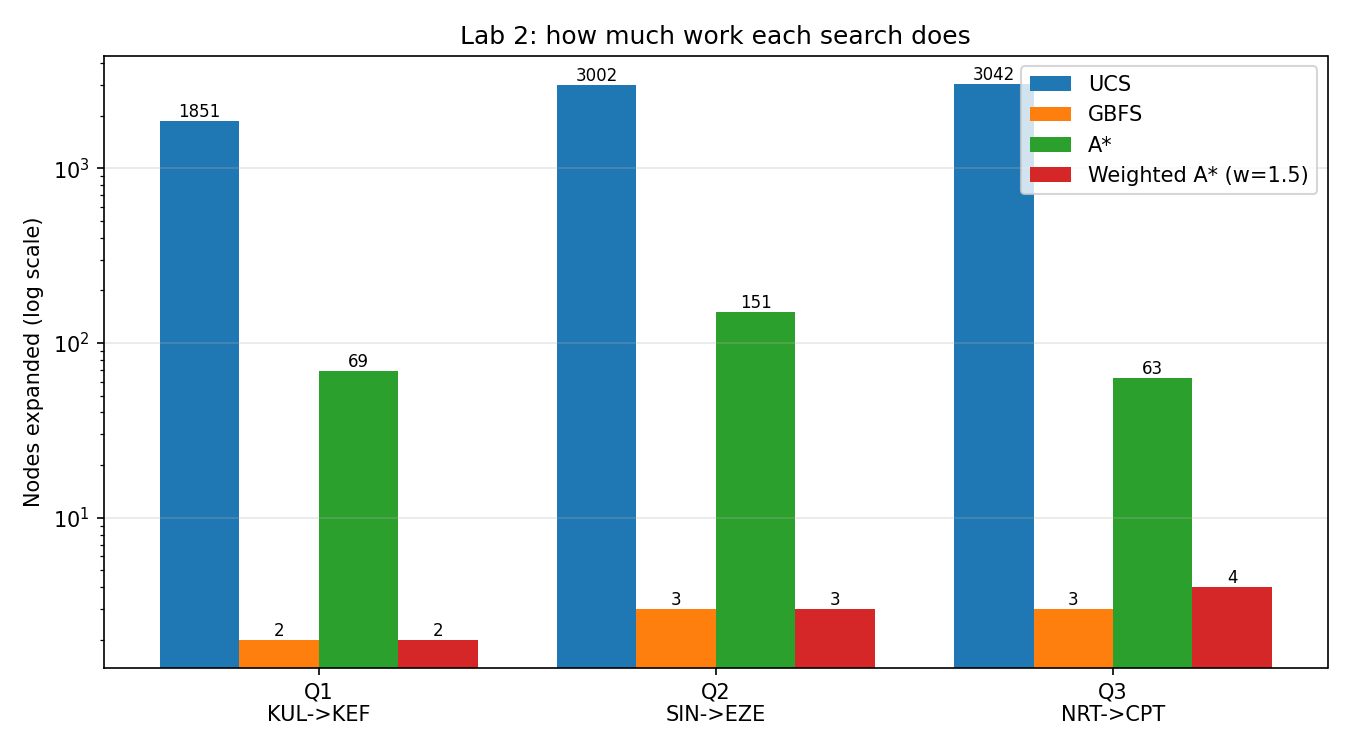 Lab 2: how much work each search does
Nodes expanded (log scale)
10³
10²
10¹
1851
2
69
2
3002
3
151
3
3042
3
63
4
UCS
GBFS
A*
Weighted A* (w=1.5)
Q1
KUL->KEF
Q2
SIN->EZE
Q3
NRT->CPT